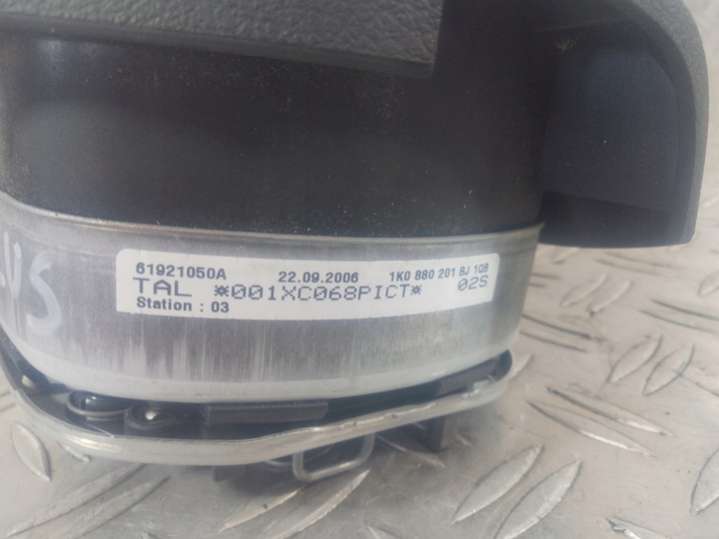 61921050A 22.09.2006 1K0 880 201 BJ 1QB
TAL *001XC068PICT* 02S
Station : 03